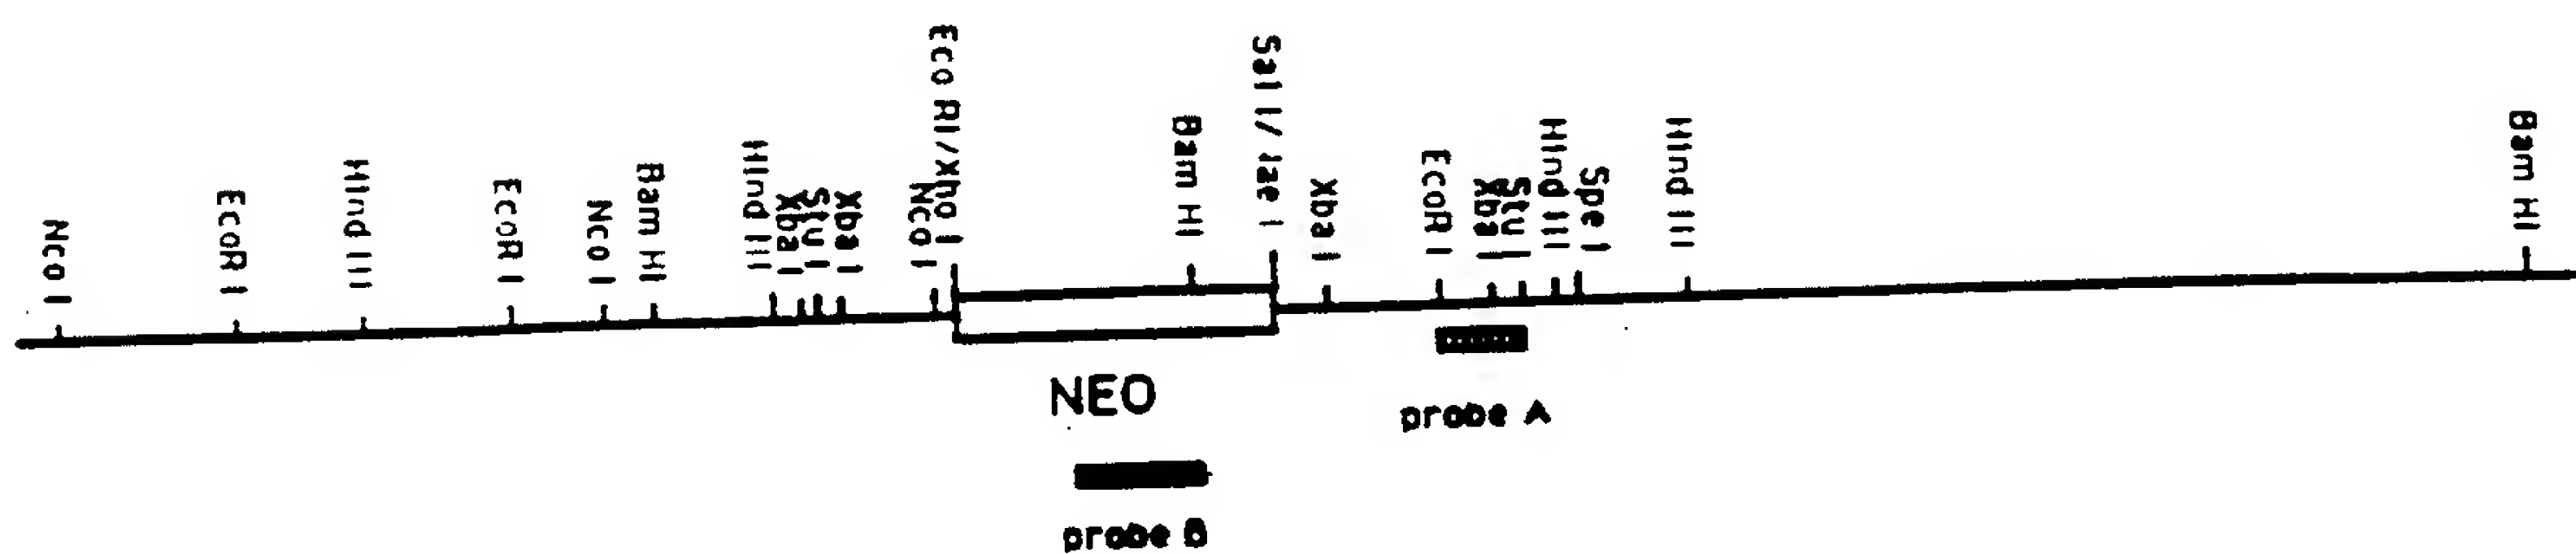 Nco I
EcoR I
HInd III
EcoR I
Nco I
Bam HI
HInd III
Xba I
Stu I
Xba I
Nco I
Eco RI/Xho I
Bam HI
Xba I
EcoR I
Xba I
Stu I
HInd III
Spe I
HInd III
Bam HI
NEO
probe A
probe B